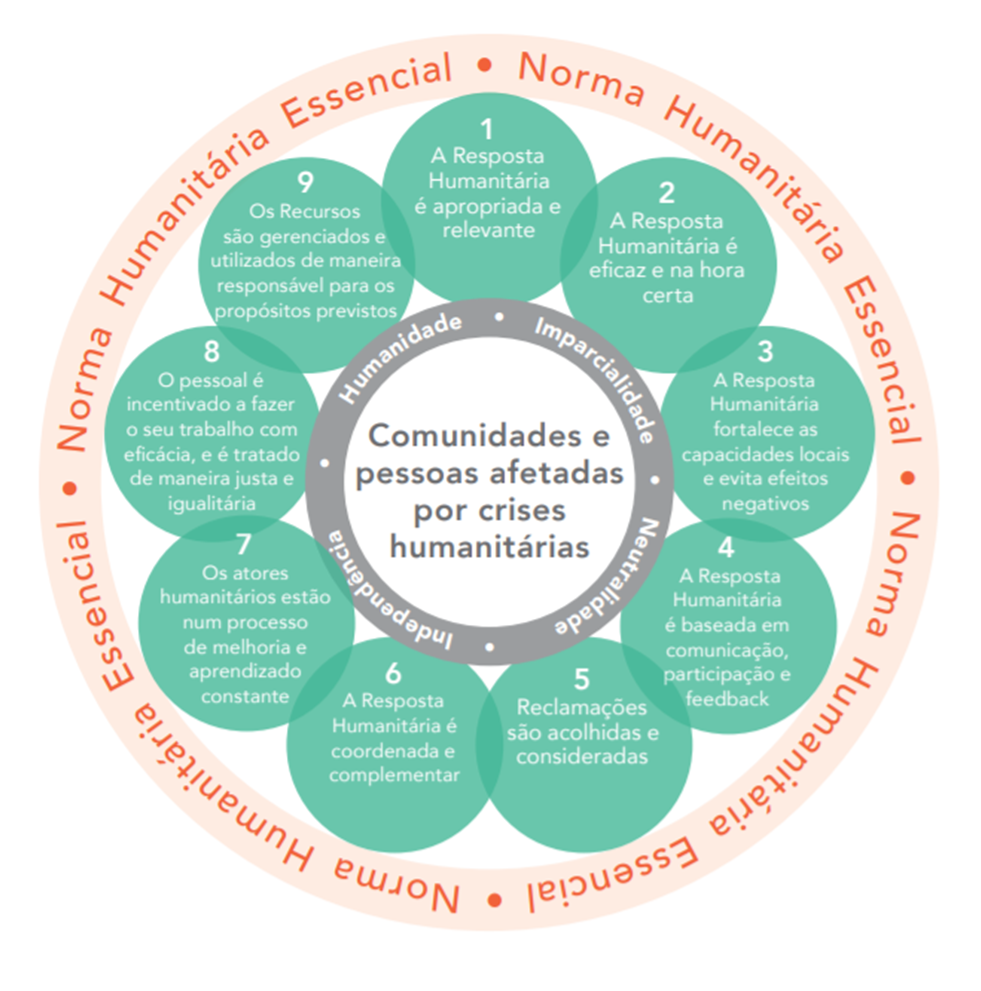 Norma Humanitária Essencial • Norma Humanitária Essencial • Norma Humanitária Essencial • Norma Humanitária Essencial •
1
A Resposta
Humanitária
é apropriada e
relevante
2
A Resposta
Humanitária é
eficaz e na hora
certa
3
A Resposta
Humanitária
fortalece as
capacidades locais
e evita efeitos
negativos
4
A Resposta
Humanitária
é baseada em
comunicação,
participação e
feedback
5
Reclamações
são acolhidas e
consideradas
6
A Resposta
Humanitária é
coordenada e
complementar
7
Os atores
humanitários estão
num processo
de melhoria e
aprendizado
constante
8
O pessoal é
incentivado a fazer
o seu trabalho com
eficácia, e é tratado
de maneira justa e
igualitária
9
Os Recursos
são gerenciados e
utilizados de maneira
responsável para os
propósitos previstos
Humanidade • Imparcialidade • Neutralidade • Independência •
Comunidades e
pessoas afetadas
por crises
humanitárias